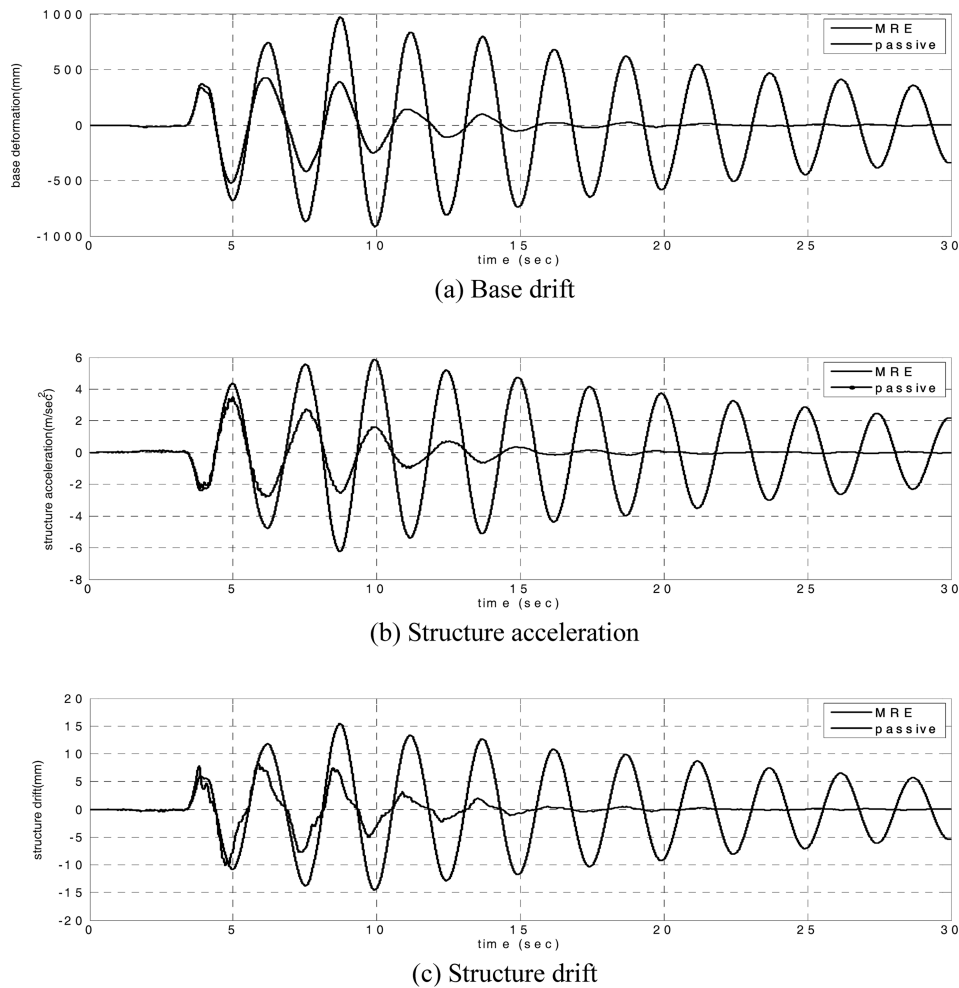 1000
500
0
-500
-1000
base deformation(mm)
MRE
passive
0 5 10 15 20 25 30
time (sec)
(a) Base drift
6
4
2
0
-2
-4
-6
-8
structure acceleration(m/sec²)
MRE
passive
0 5 10 15 20 25 30
time (sec)
(b) Structure acceleration
20
15
10
5
0
-5
-10
-15
-20
structure drift(mm)
MRE
passive
0 5 10 15 20 25 30
time (sec)
(c) Structure drift